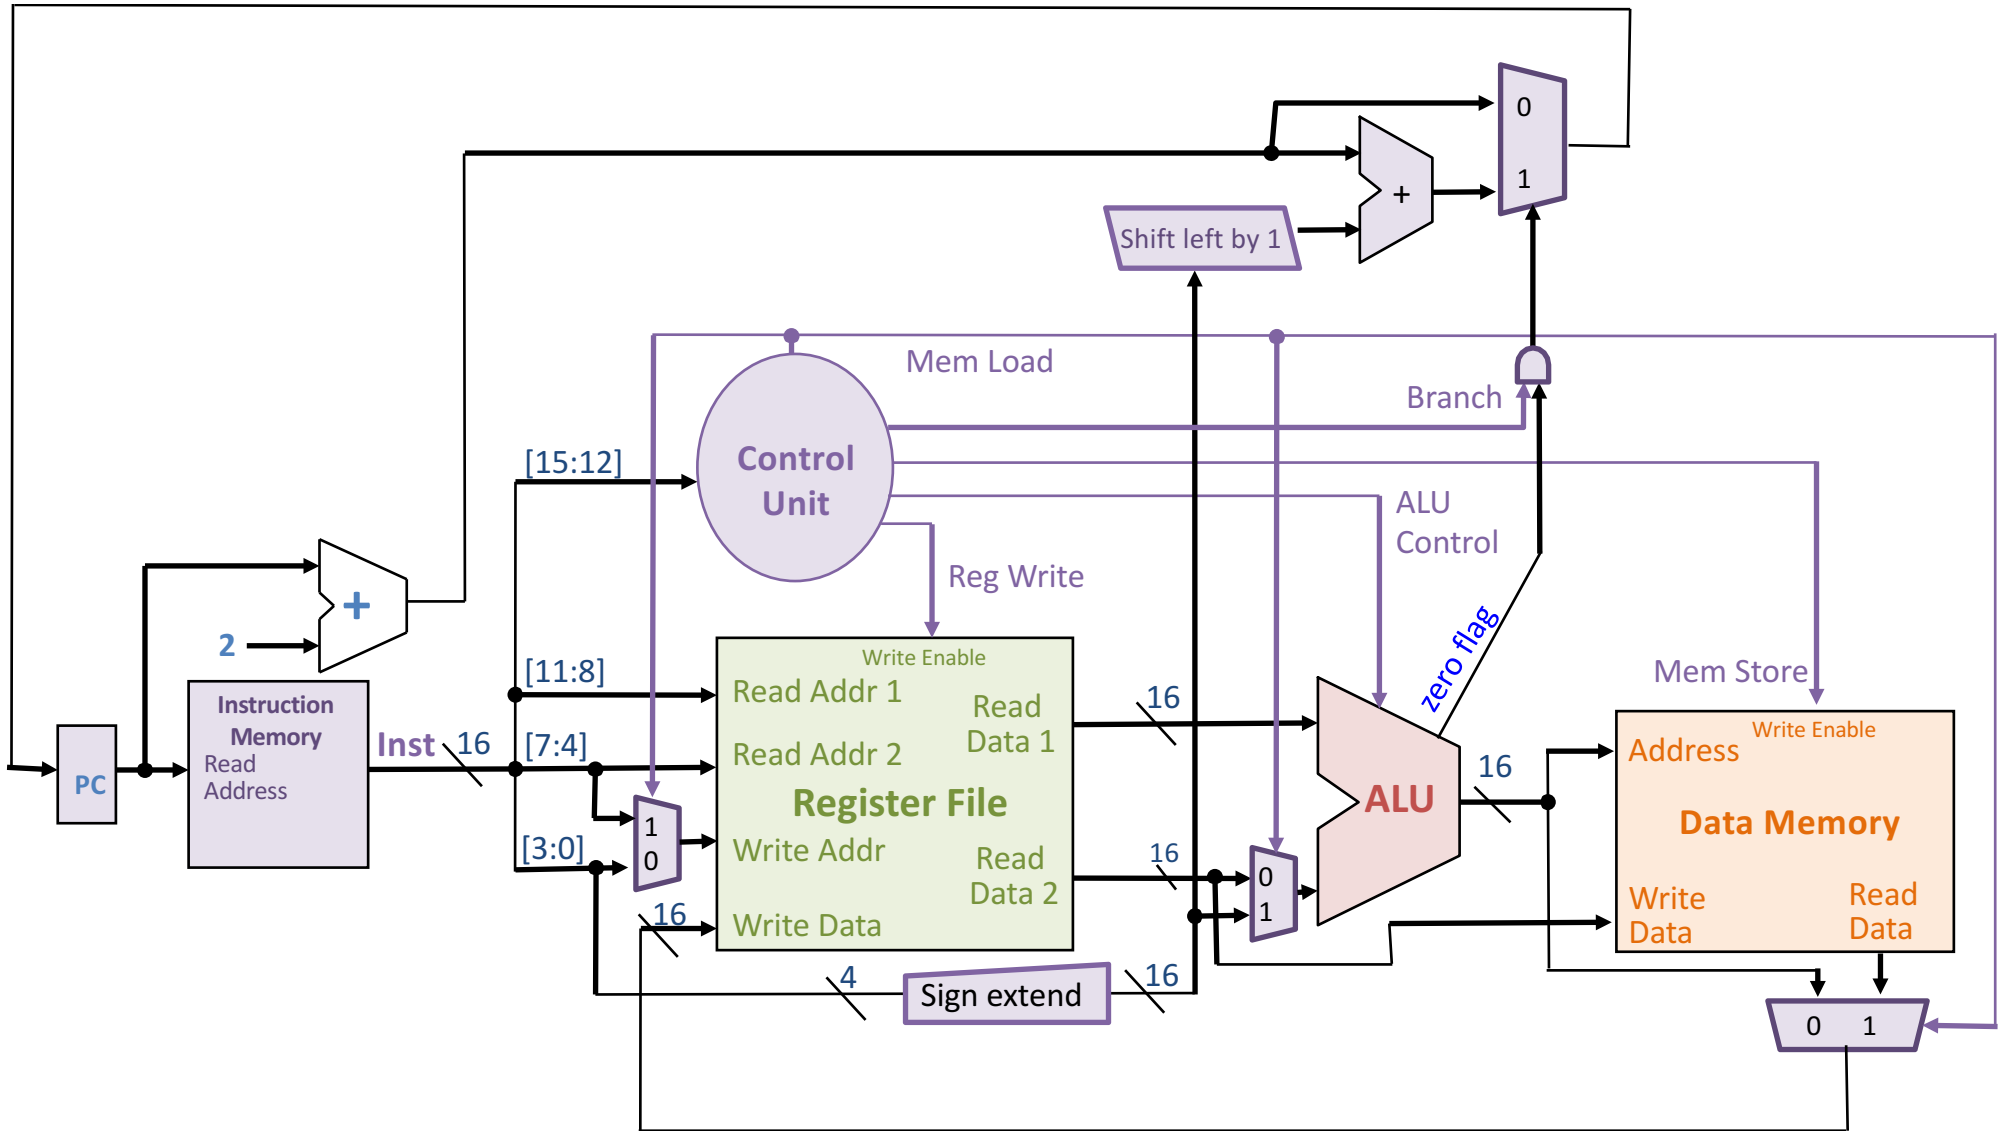 0
1
+
Shift left by 1
Mem Load
Branch
[15:12]
Control
Unit
ALU
Control
Reg Write
+
2
zero flag
Mem Store
[11:8]
Write Enable
Read Addr 1
Read
Data 1
16
Instruction
Memory
Read
Address
Inst
16
[7:4]
Read Addr 2
PC
Register File
1
0
Write Addr
[3:0]
Read
Data 2
16
Write Data
16
0
1
ALU
16
Write Enable
Address
Data Memory
Write
Data
Read
Data
4
Sign extend
16
0 1